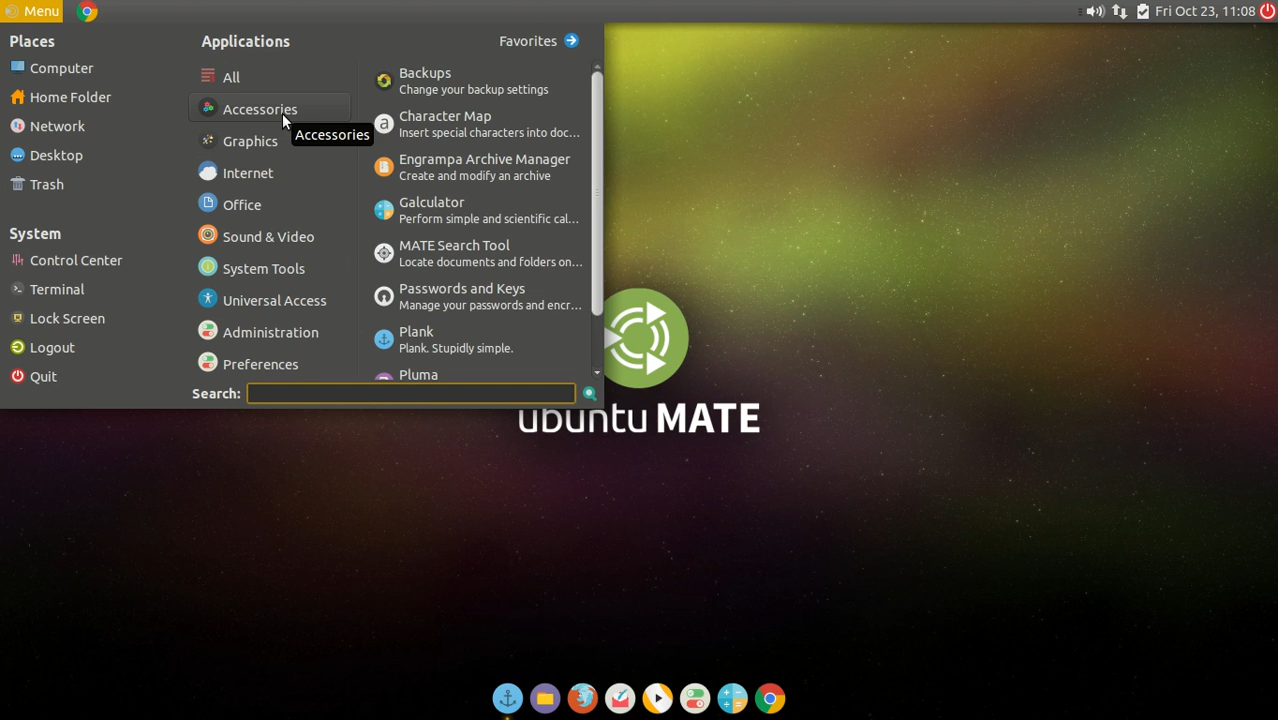 Menu
Fri Oct 23, 11:08
Places
Computer
Home Folder
Network
Desktop
Trash
System
Control Center
Terminal
Lock Screen
Logout
Quit
Applications
Favorites
All
Accessories
Accessories
Graphics
Internet
Office
Sound & Video
System Tools
Universal Access
Administration
Preferences
Backups
Change your backup settings
Character Map
Insert special characters into doc...
Engrampa Archive Manager
Create and modify an archive
Galculator
Perform simple and scientific cal...
MATE Search Tool
Locate documents and folders on...
Passwords and Keys
Manage your passwords and encr...
Plank
Plank. Stupidly simple.
Pluma
Search:
ubuntu MATE